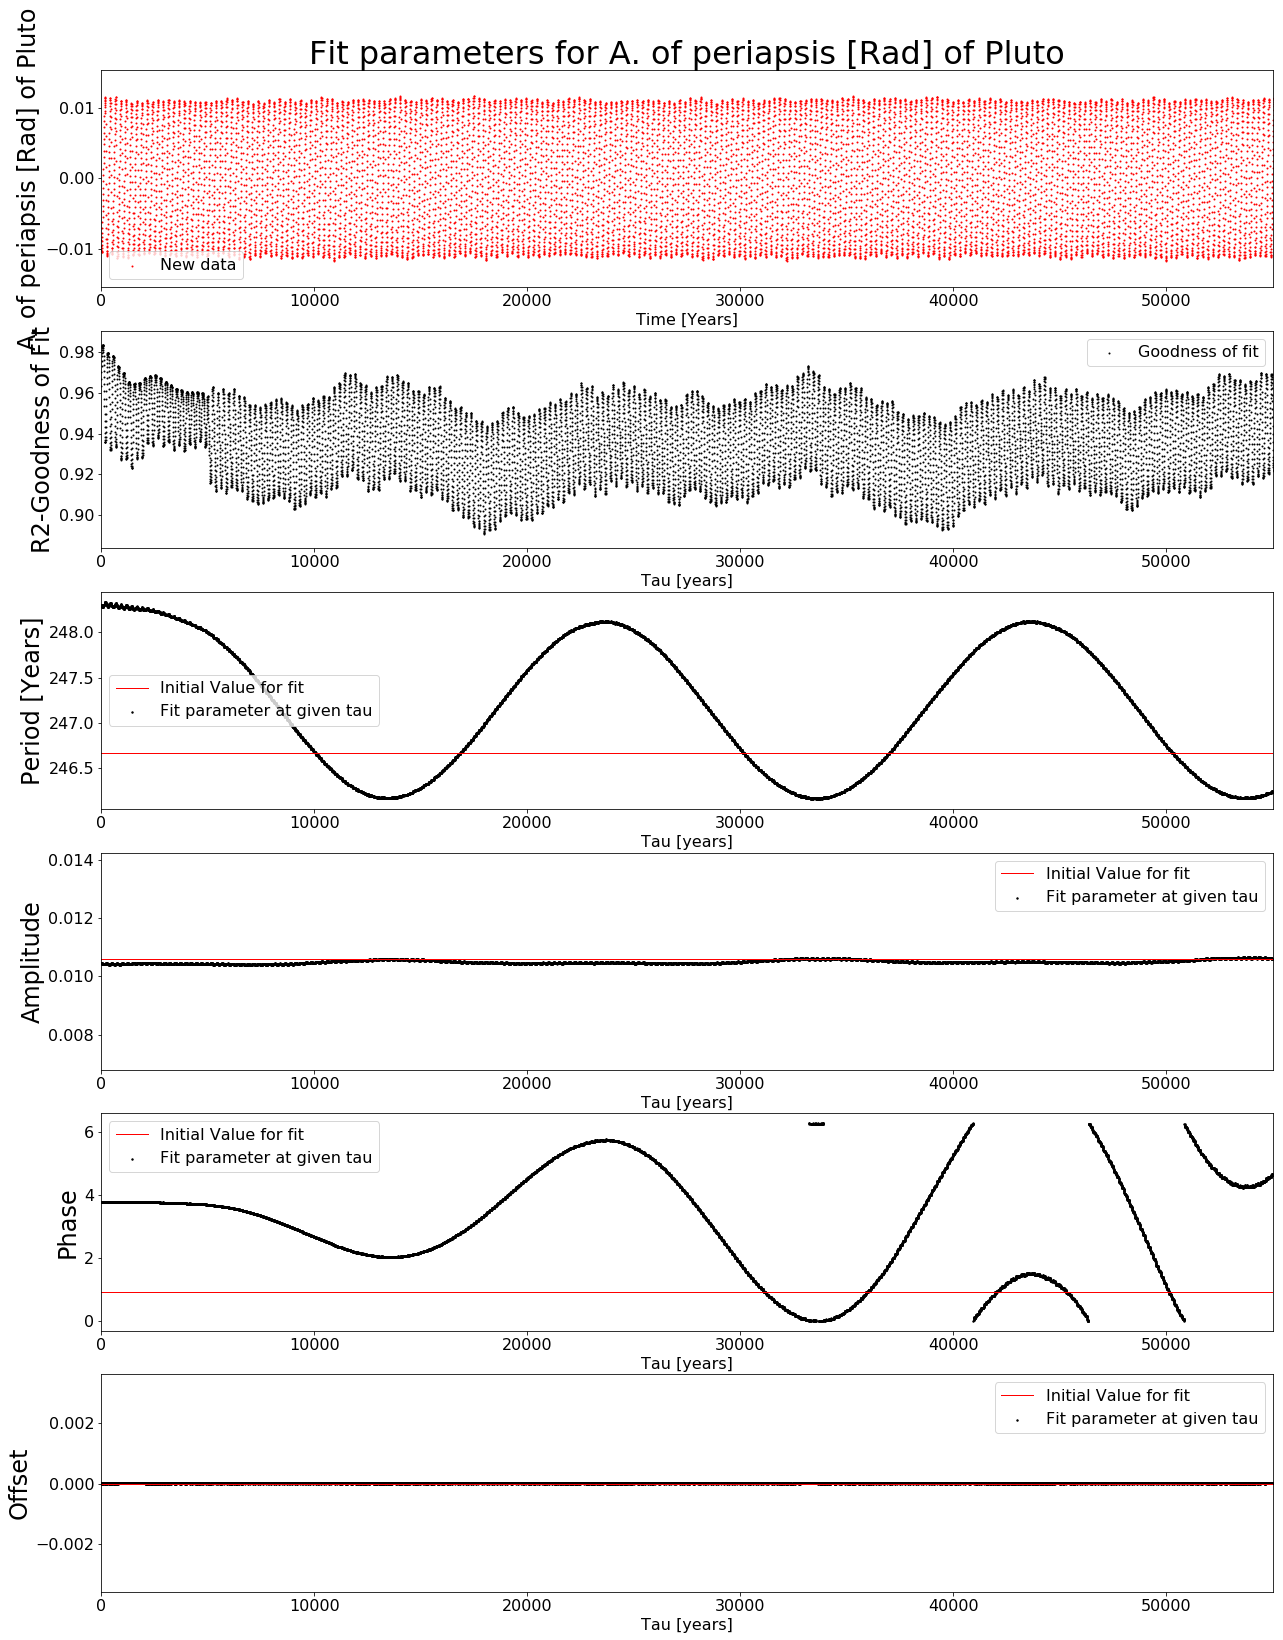 Fit parameters for A. of periapsis [Rad] of Pluto
A. of periapsis [Rad] of Pluto
0.01
0.00
−0.01
New data
0 10000 20000 30000 40000 50000
Time [Years]
R2-Goodness of Fit
0.98
0.96
0.94
0.92
0.90
Goodness of fit
0 10000 20000 30000 40000 50000
Tau [years]
Period [Years]
248.0
247.5
247.0
246.5
Initial Value for fit
Fit parameter at given tau
0 10000 20000 30000 40000 50000
Tau [years]
Amplitude
0.014
0.012
0.010
0.008
Initial Value for fit
Fit parameter at given tau
0 10000 20000 30000 40000 50000
Tau [years]
Phase
6
4
2
0
Initial Value for fit
Fit parameter at given tau
0 10000 20000 30000 40000 50000
Tau [years]
Offset
0.002
0.000
−0.002
Initial Value for fit
Fit parameter at given tau
0 10000 20000 30000 40000 50000
Tau [years]